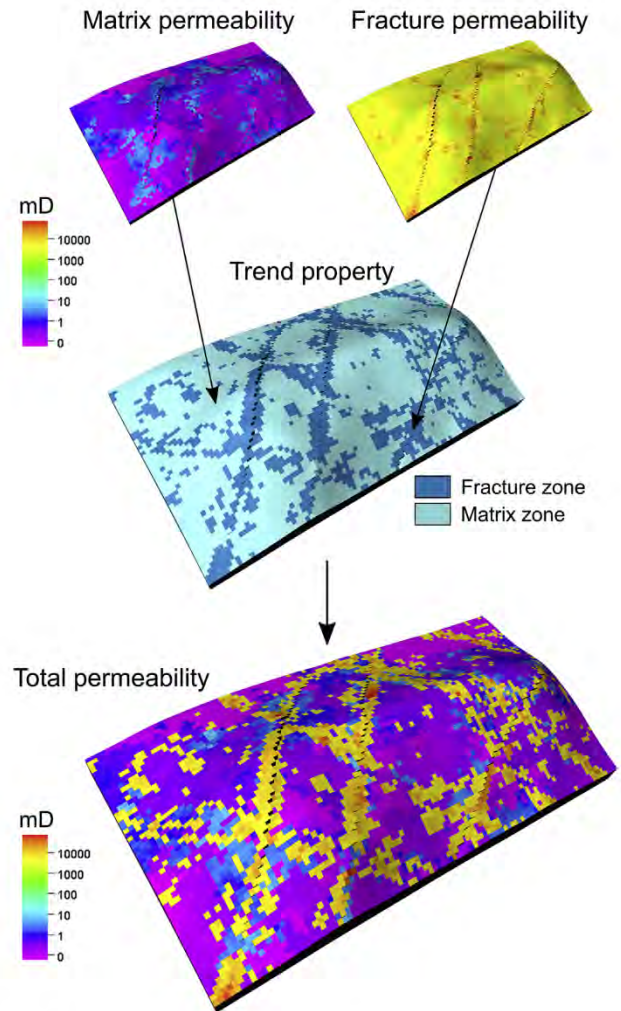 Matrix permeability
Fracture permeability
mD
10000
1000
100
10
1
0
Trend property
Fracture zone
Matrix zone
Total permeability
mD
10000
1000
100
10
1
0